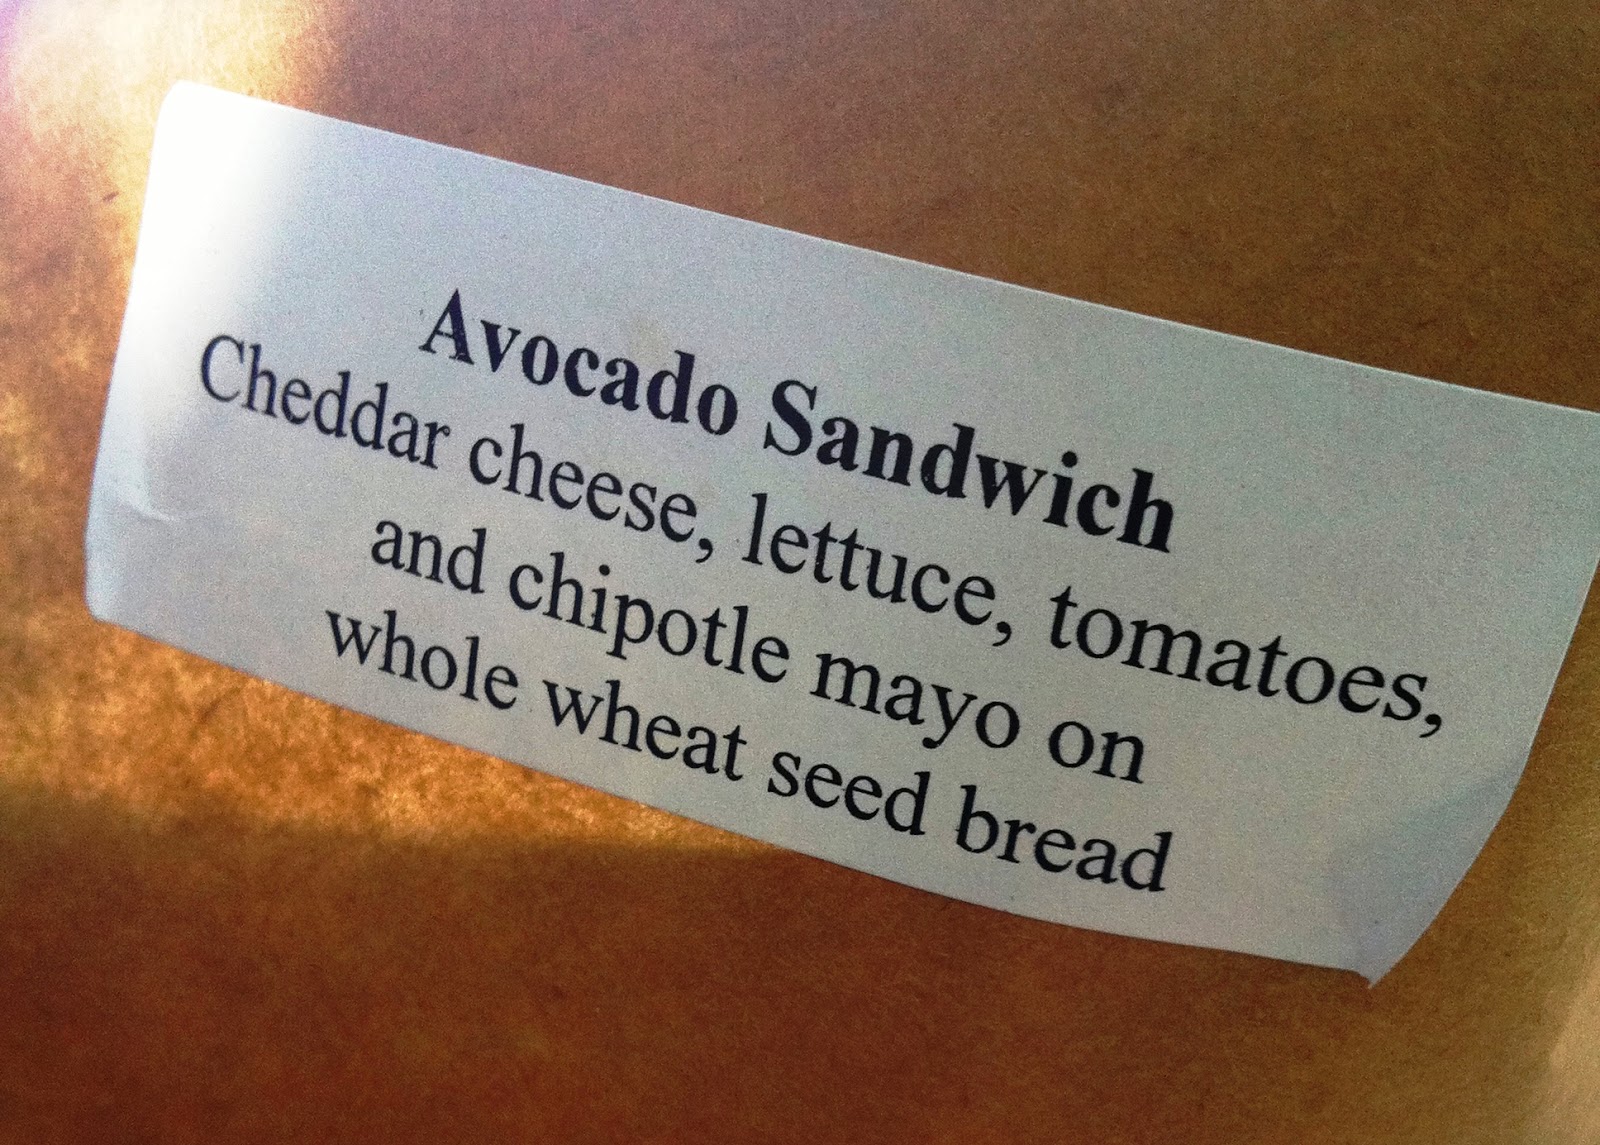 Avocado Sandwich
Cheddar cheese, lettuce, tomatoes,
and chipotle mayo on
whole wheat seed bread